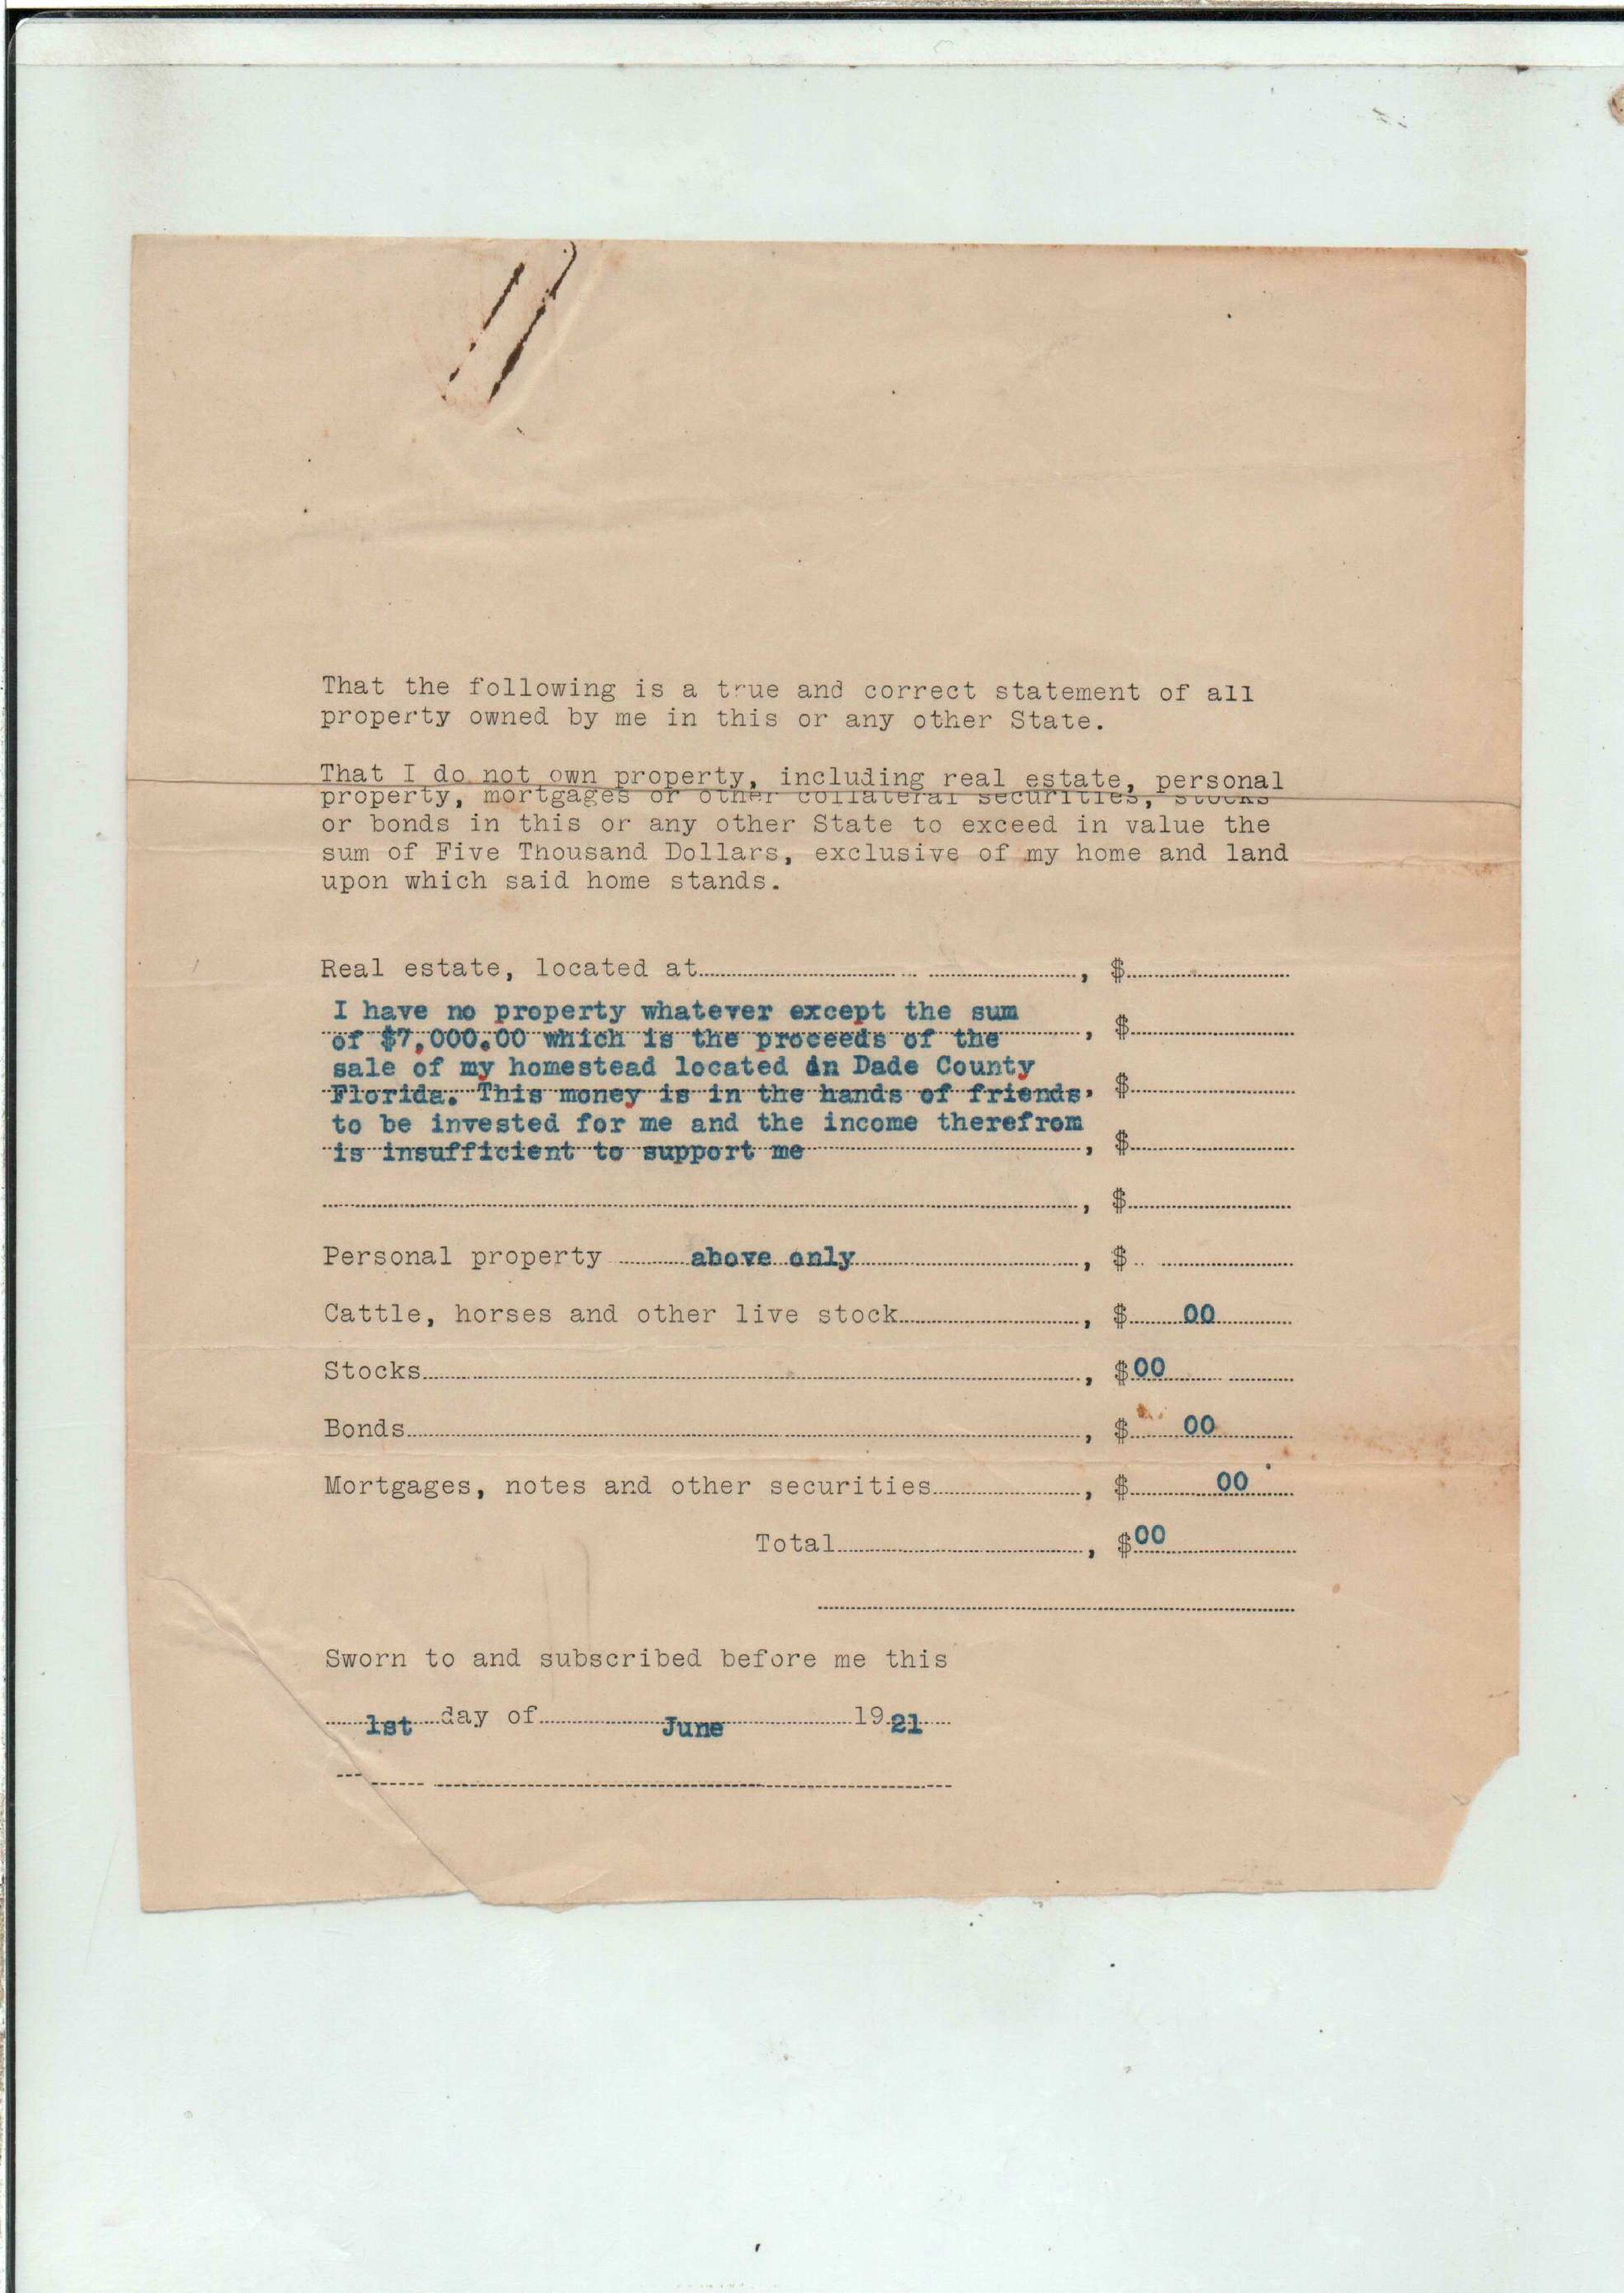 That the following is a true and correct statement of all
property owned by me in this or any other State.
That I do not own property, including real estate, personal
property, mortgages or other collateral securities, stocks
or bonds in this or any other State to exceed in value the
sum of Five Thousand Dollars, exclusive of my home and land
upon which said home stands.
Real estate, located at , $
I have no property whatever except the sum
of $7,000.00 which is the proceeds of the , $
sale of my homestead located in Dade County
Florida. This money is in the hands of friends, $
to be invested for me and the income therefrom
is insufficient to support me , $
, $
Personal property above only , $
Cattle, horses and other live stock , $ 00
Stocks , $ 00
Bonds , $ 00
Mortgages, notes and other securities , $ 00
Total , $ 00
Sworn to and subscribed before me this
1st day of June 1921